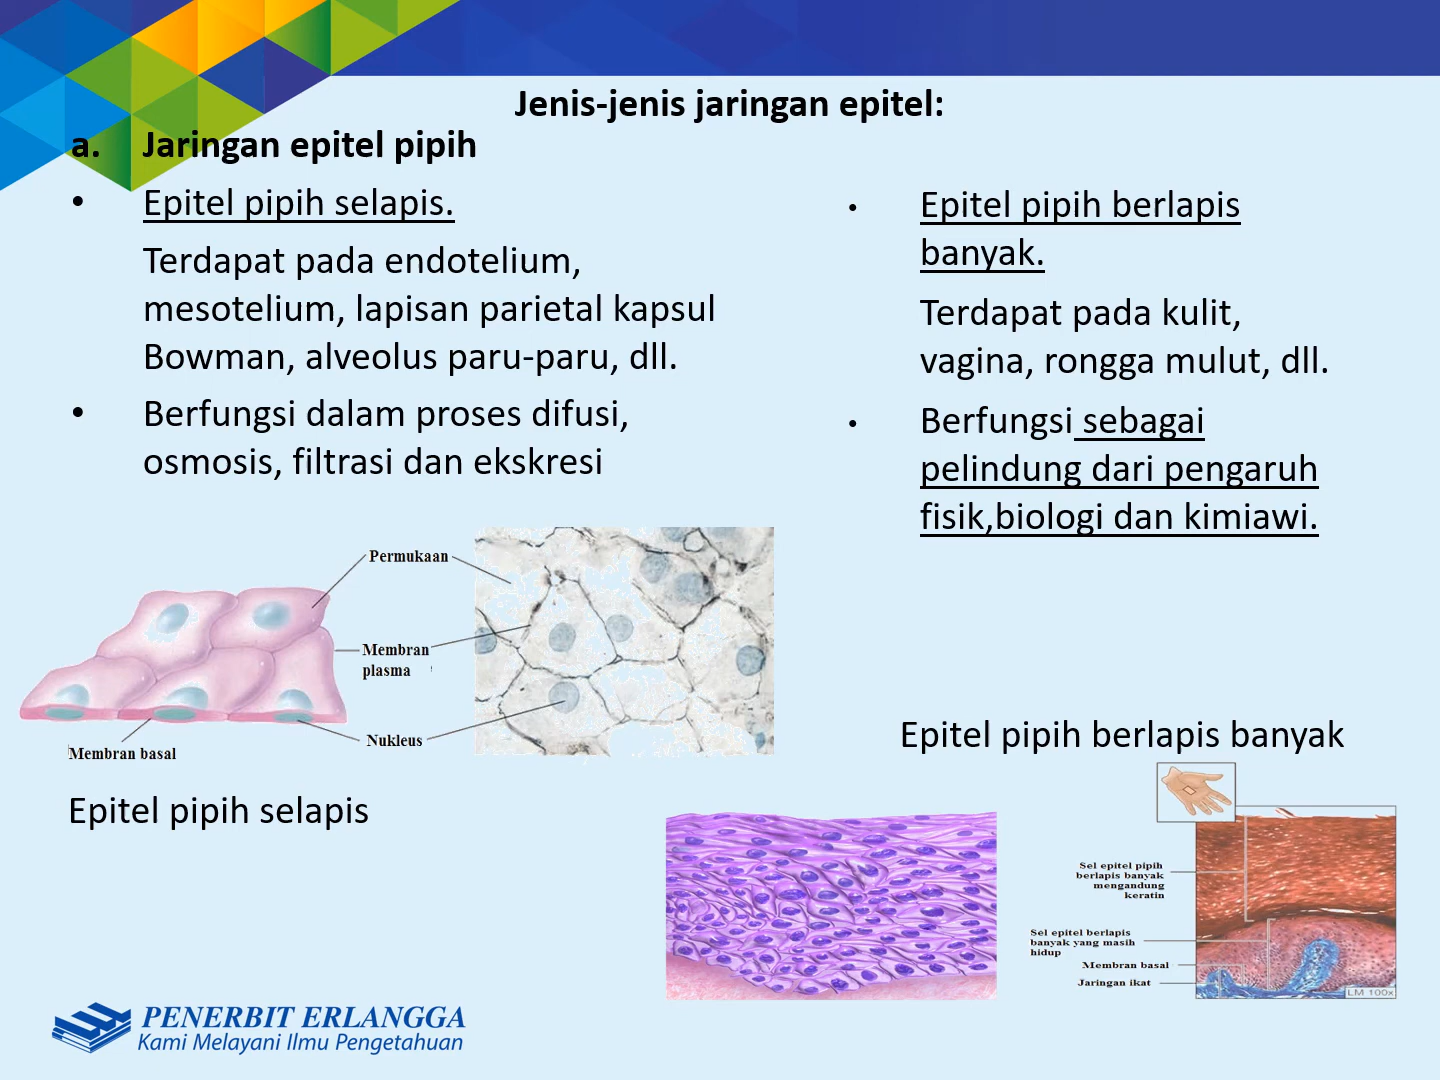 Jenis-jenis jaringan epitel:
a. Jaringan epitel pipih
• Epitel pipih selapis.
Terdapat pada endotelium,
mesotelium, lapisan parietal kapsul
Bowman, alveolus paru-paru, dll.
• Berfungsi dalam proses difusi,
osmosis, filtrasi dan ekskresi
• Epitel pipih berlapis
banyak.
Terdapat pada kulit,
vagina, rongga mulut, dll.
• Berfungsi sebagai
pelindung dari pengaruh
fisik,biologi dan kimiawi.
Permukaan
Membran
plasma
Nukleus
Membran basal
Epitel pipih selapis
Epitel pipih berlapis banyak
Sel epitel pipih
berlapis banyak
mengandung
keratin
Sel epitel berlapis
banyak yang masih
hidup
Membran basal
Jaringan ikat
LM 100x
PENERBIT ERLANGGA
Kami Melayani Ilmu Pengetahuan